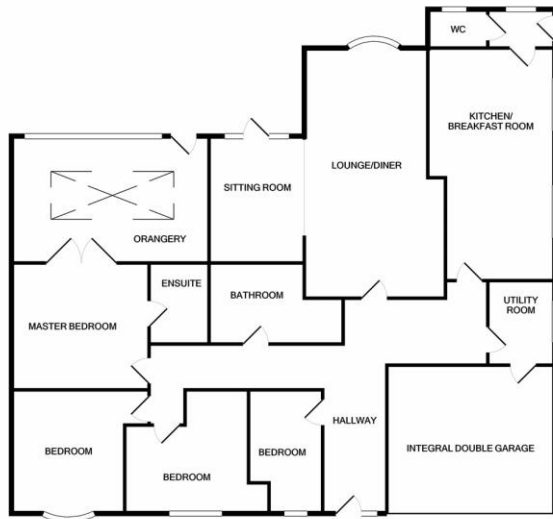 WC
KITCHEN/
BREAKFAST ROOM
LOUNGE/DINER
SITTING ROOM
ORANGERY
ENSUITE
BATHROOM
UTILITY
ROOM
MASTER BEDROOM
HALLWAY
BEDROOM
BEDROOM
BEDROOM
INTEGRAL DOUBLE GARAGE